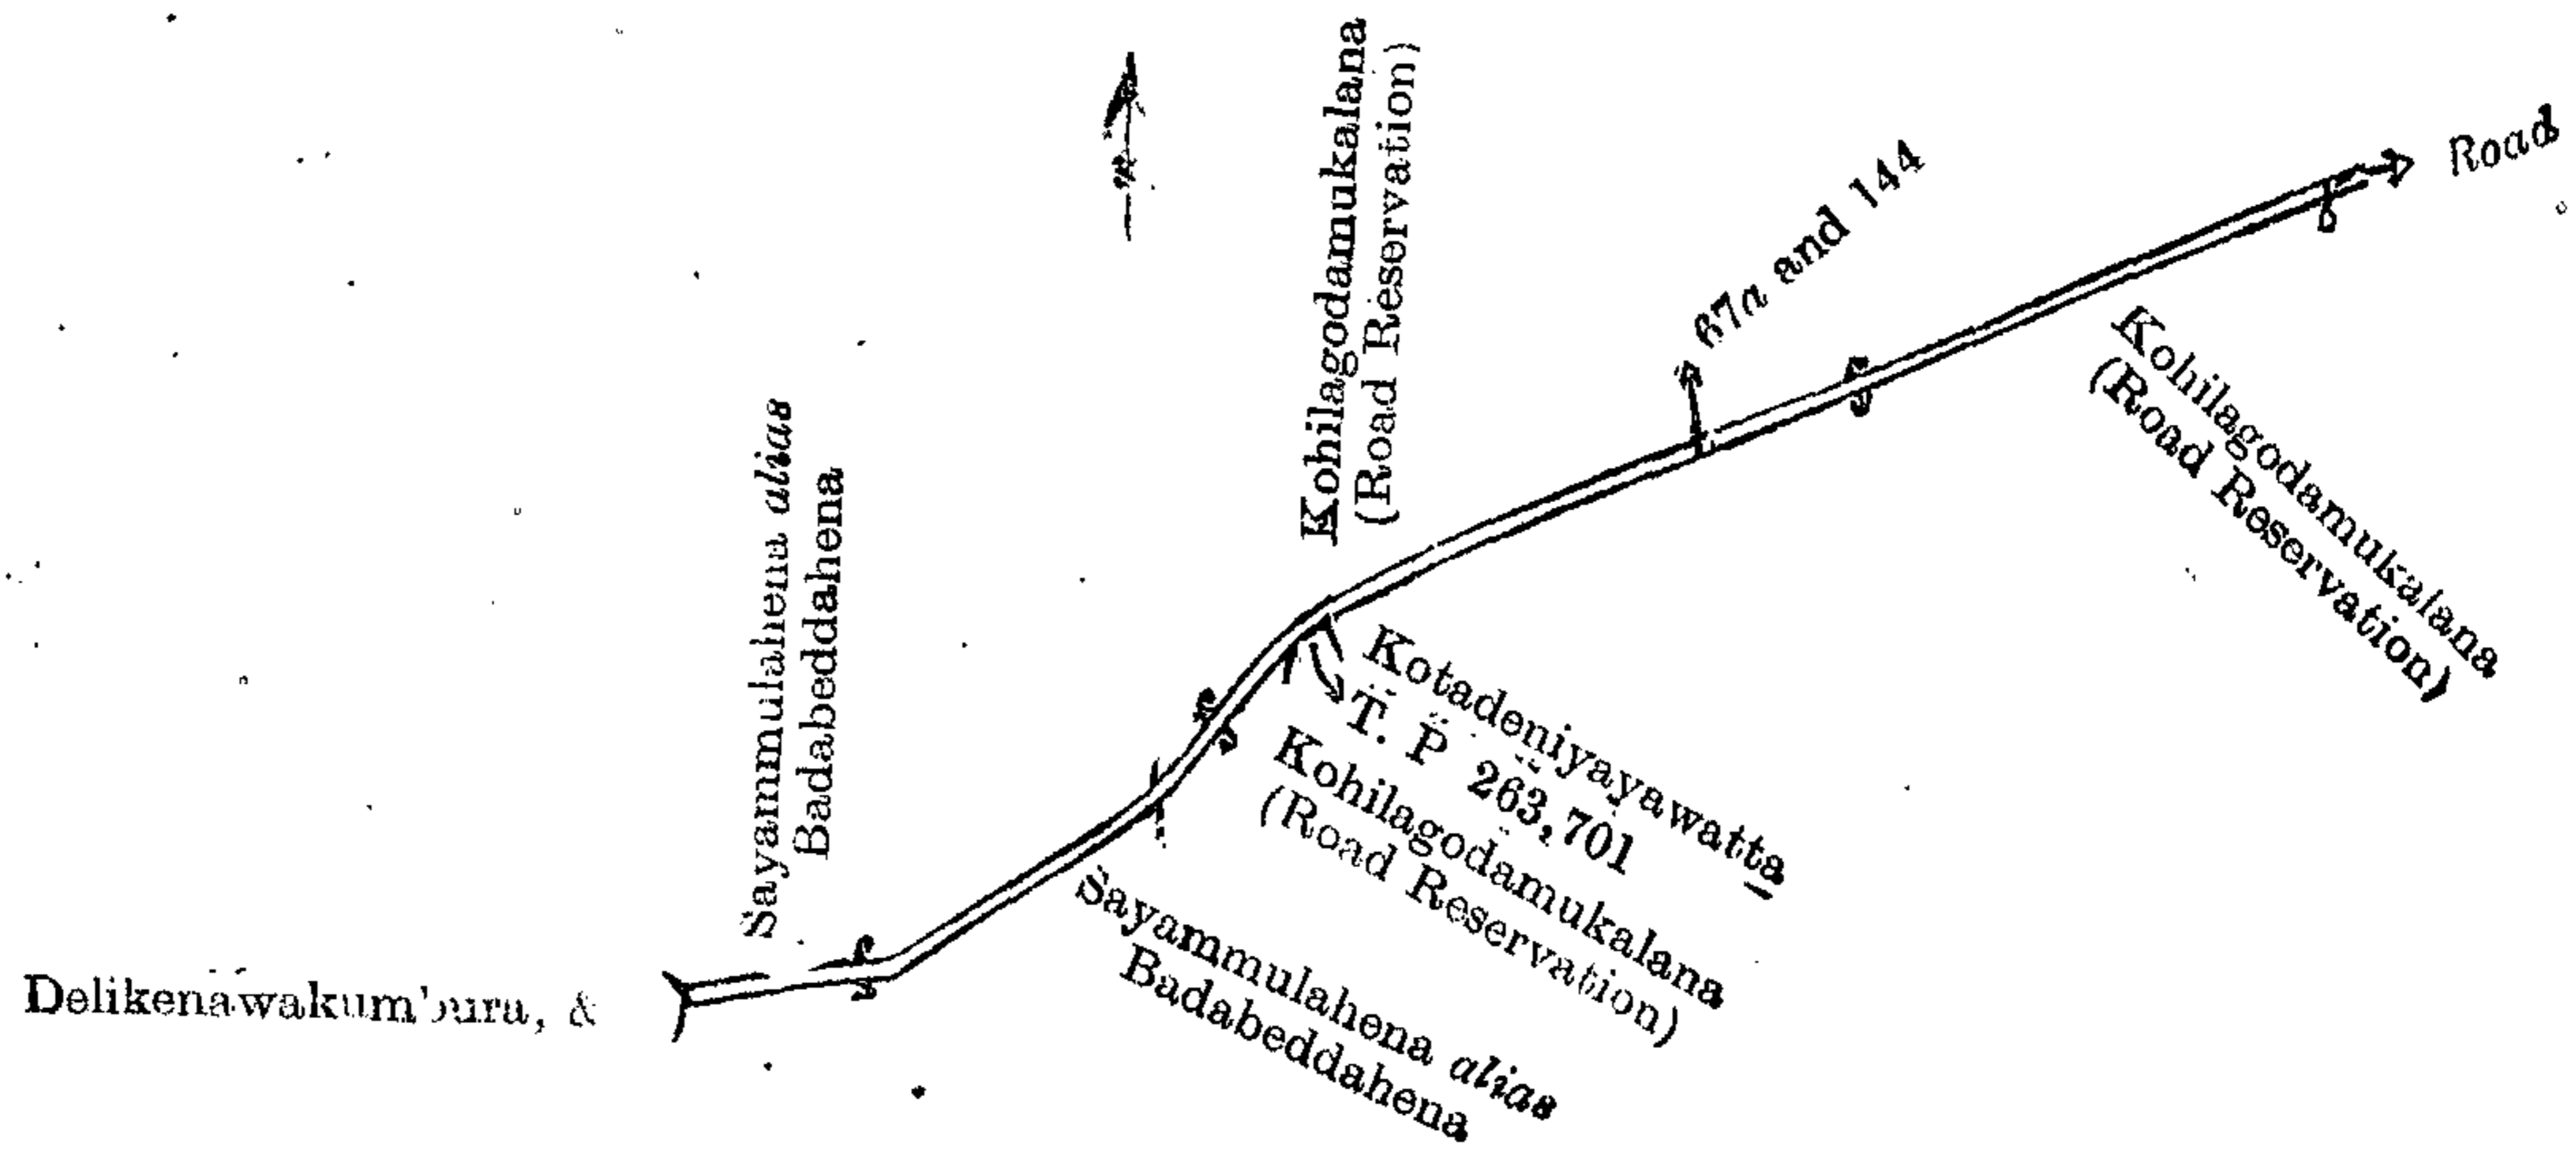 Kohilagodamukalana
(Road Reservation)
Road
67a and 144
Kohilagodamukalana
(Road Reservation)
Sayammulahena alias
Badabeddahena
Kotadeniyayawatta
T. P 263,701
Kohilagodamukalana
(Road Reservation)
Delikenawakumbura, &
Sayammulahena alias
Badabeddahena